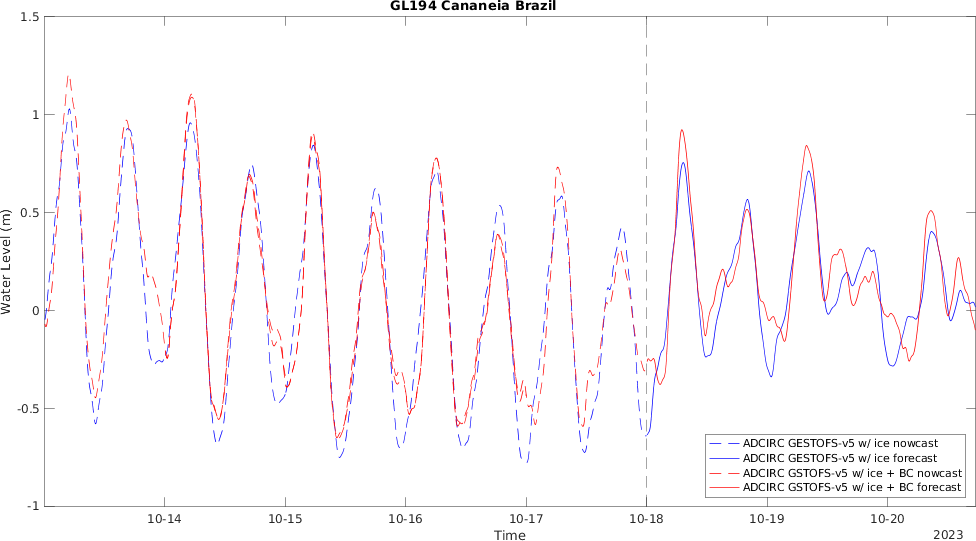 GL194 Cananeia Brazil
1.5
1
0.5
0
-0.5
-1
Water Level (m)
10-14
10-15
10-16
10-17
10-18
10-19
10-20
Time
2023
ADCIRC GESTOFS-v5 w/ ice nowcast
ADCIRC GESTOFS-v5 w/ ice forecast
ADCIRC GSTOFS-v5 w/ ice + BC nowcast
ADCIRC GSTOFS-v5 w/ ice + BC forecast